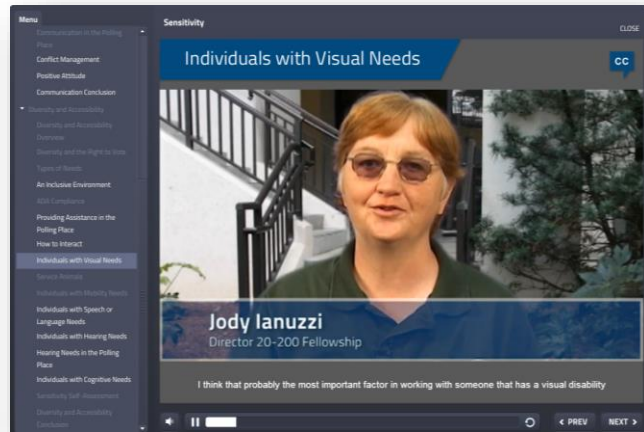 Menu
Communication in the Polling
Place
Conflict Management
Positive Attitude
Communication Conclusion
Diversity and Accessibility
Diversity and Accessibility
Overview
Diversity and the Right to Vote
Types of Needs
An Inclusive Environment
ADA Compliance
Providing Assistance in the
Polling Place
How to Interact
Individuals with Visual Needs
Service Animals
Individuals with Mobility Needs
Individuals with Speech or
Language Needs
Individuals with Hearing Needs
Hearing Needs in the Polling
Place
Individuals with Cognitive Needs
Sensitivity Self-Assessment
Diversity and Accessibility
Conclusion
Sensitivity
CLOSE
Individuals with Visual Needs
CC
Jody Ianuzzi
Director 20-200 Fellowship
I think that probably the most important factor in working with someone that has a visual disability
< PREV
NEXT >